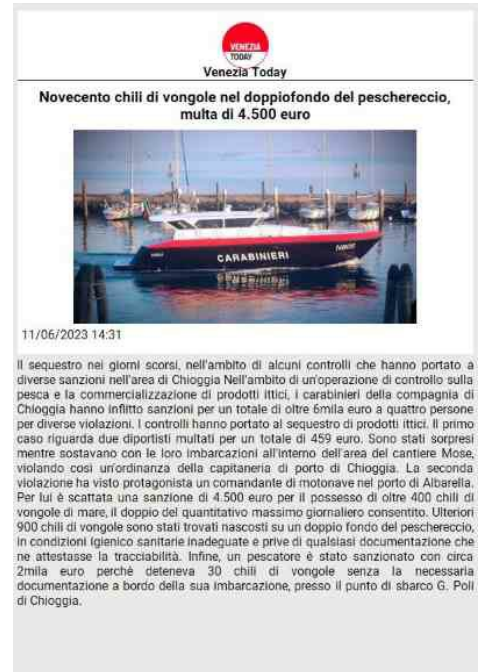 VENEZIA
TODAY
Venezia Today
Novecento chili di vongole nel doppiofondo del peschereccio,
multa di 4.500 euro
CARABINIERI
11/06/2023 14:31
Il sequestro nei giorni scorsi, nell'ambito di alcuni controlli che hanno portato a
diverse sanzioni nell'area di Chioggia Nell'ambito di un'operazione di controllo sulla
pesca e la commercializzazione di prodotti ittici, i carabinieri della compagnia di
Chioggia hanno inflitto sanzioni per un totale di oltre 6mila euro a quattro persone
per diverse violazioni. I controlli hanno portato al sequestro di prodotti ittici. Il primo
caso riguarda due diportisti multati per un totale di 459 euro. Sono stati sorpresi
mentre sostavano con le loro imbarcazioni all'interno dell'area del cantiere Mose,
violando così un'ordinanza della capitaneria di porto di Chioggia. La seconda
violazione ha visto protagonista un comandante di motonave nel porto di Albarella.
Per lui è scattata una sanzione di 4.500 euro per il possesso di oltre 400 chili di
vongole di mare, il doppio del quantitativo massimo giornaliero consentito. Ulteriori
900 chili di vongole sono stati trovati nascosti su un doppio fondo del peschereccio,
in condizioni igienico sanitarie inadeguate e prive di qualsiasi documentazione che
ne attestasse la tracciabilità. Infine, un pescatore è stato sanzionato con circa
2mila euro perché deteneva 30 chili di vongole senza la necessaria
documentazione a bordo della sua imbarcazione, presso il punto di sbarco G. Poli
di Chioggia.